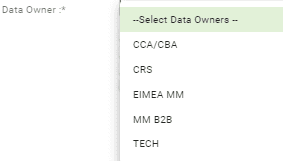 Data Owner :*
--Select Data Owners --
CCA/CBA
CRS
EIMEA MM
MM B2B
TECH